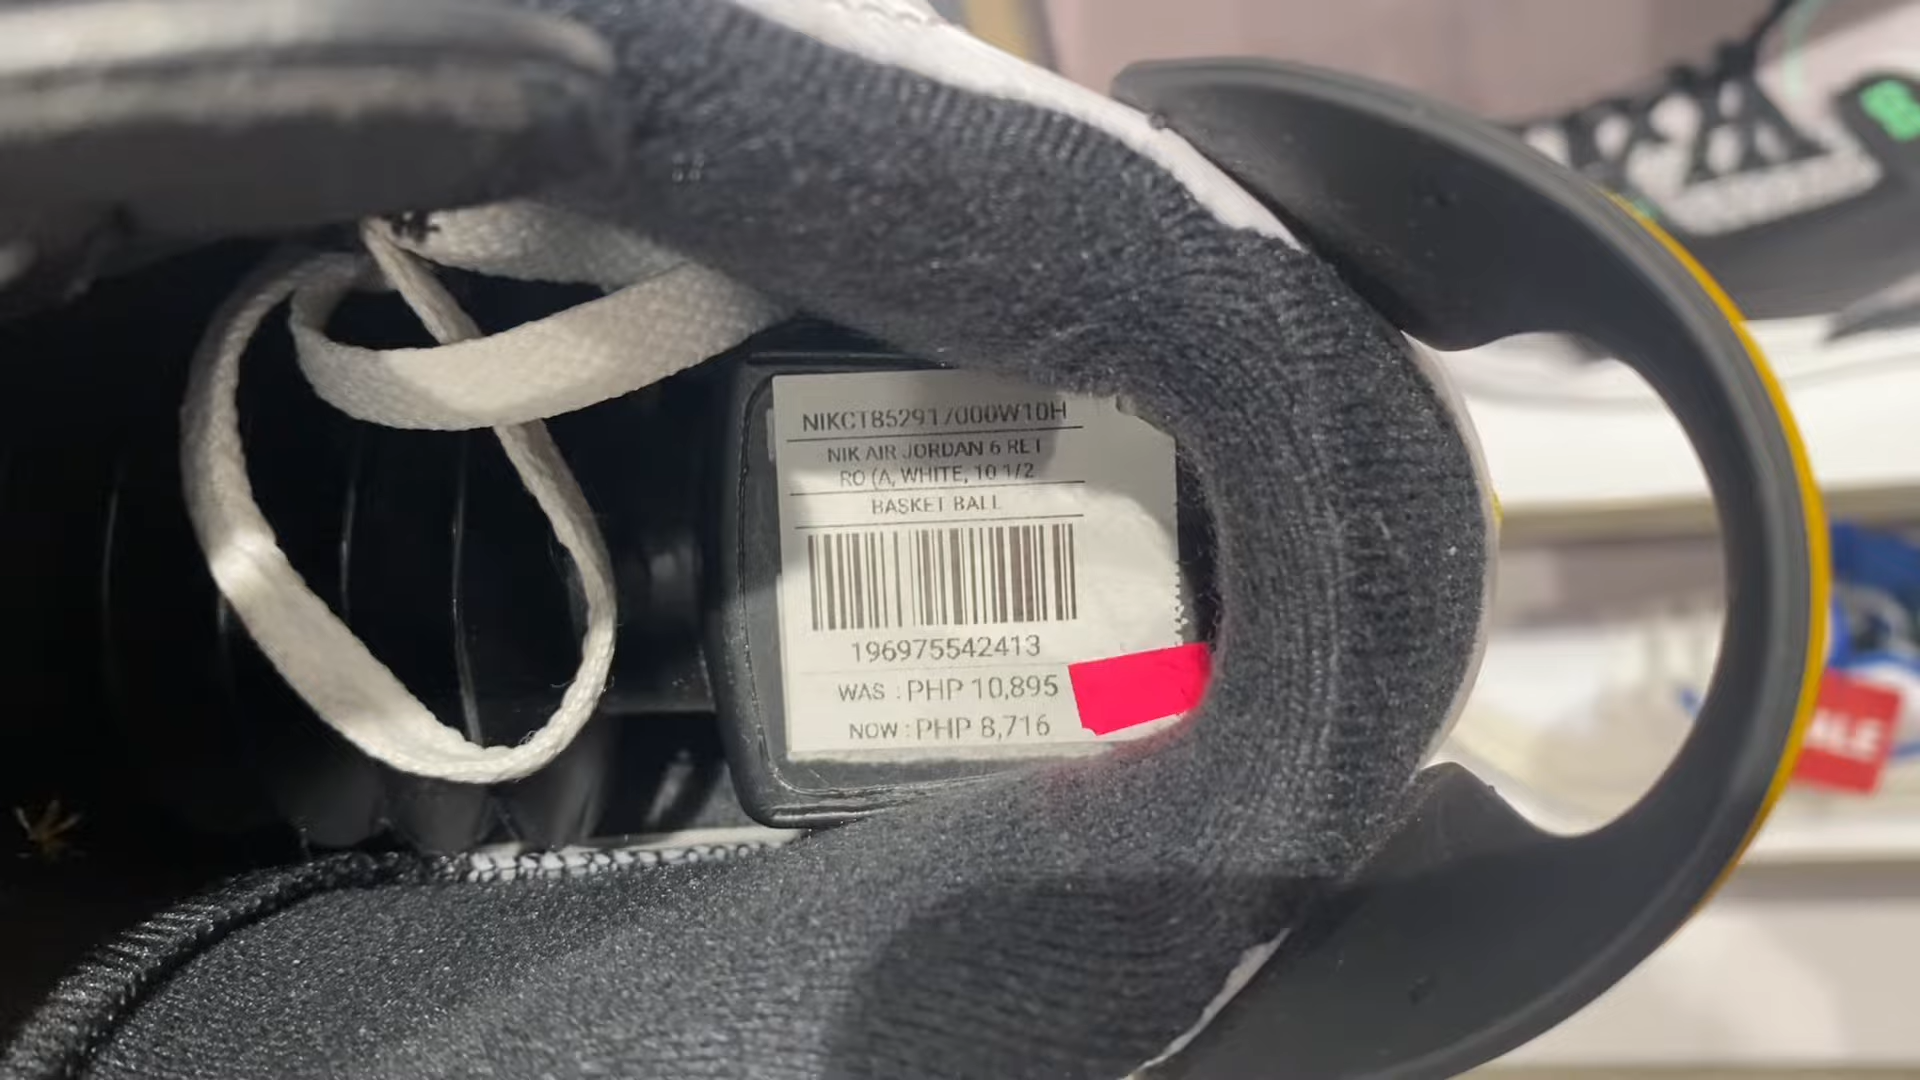 NIKCT852917000W10H
NIK AIR JORDAN 6 RET
RO (A, WHITE, 10 1/2
BASKET BALL
196975542413
WAS : PHP 10,895
NOW : PHP 8,716